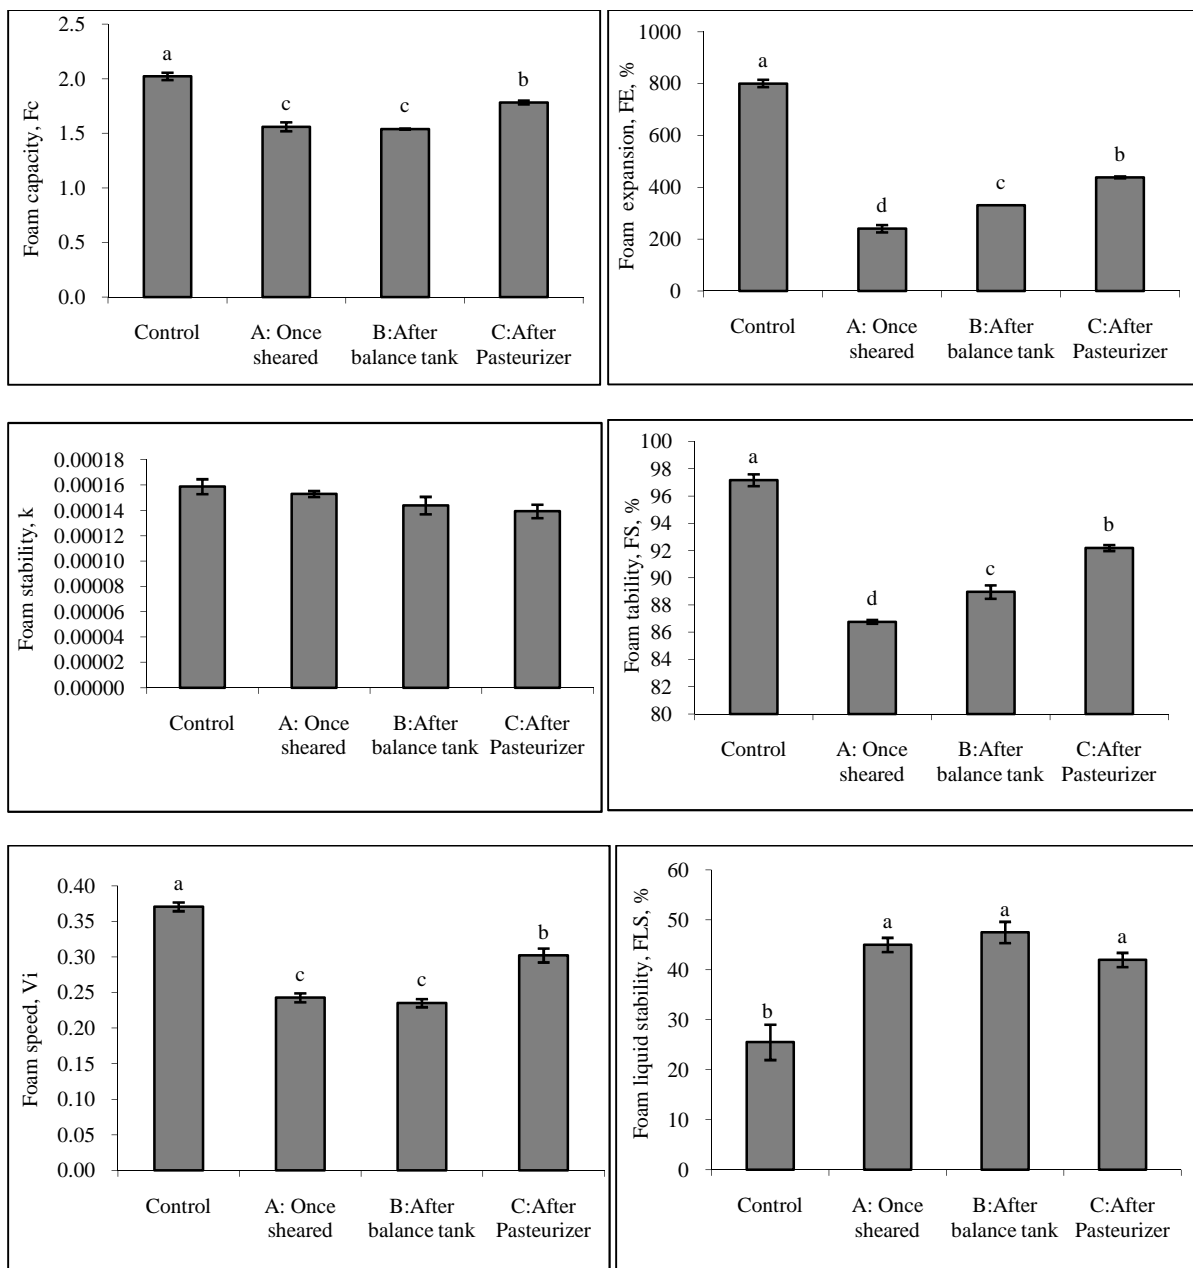 Foam capacity, Fc
2.5
2.0
1.5
1.0
0.5
0.0
a
c
c
b
Control
A: Once
sheared
B:After
balance tank
C:After
Pasteurizer
Foam expansion, FE, %
1000
800
600
400
200
0
a
d
c
b
Control
A: Once
sheared
B:After
balance tank
C:After
Pasteurizer
Foam stability, k
0.00018
0.00016
0.00014
0.00012
0.00010
0.00008
0.00006
0.00004
0.00002
0.00000
Control
A: Once
sheared
B:After
balance tank
C:After
Pasteurizer
Foam tability, FS, %
100
98
96
94
92
90
88
86
84
82
80
a
d
c
b
Control
A: Once
sheared
B:After
balance tank
C:After
Pasteurizer
Foam speed, Vi
0.40
0.35
0.30
0.25
0.20
0.15
0.10
0.05
0.00
a
c
c
b
Control
A: Once
sheared
B:After
balance tank
C:After
Pasteurizer
Foam liquid stability, FLS, %
60
50
40
30
20
10
0
b
a
a
a
Control
A: Once
sheared
B:After
balance tank
C:After
Pasteurizer